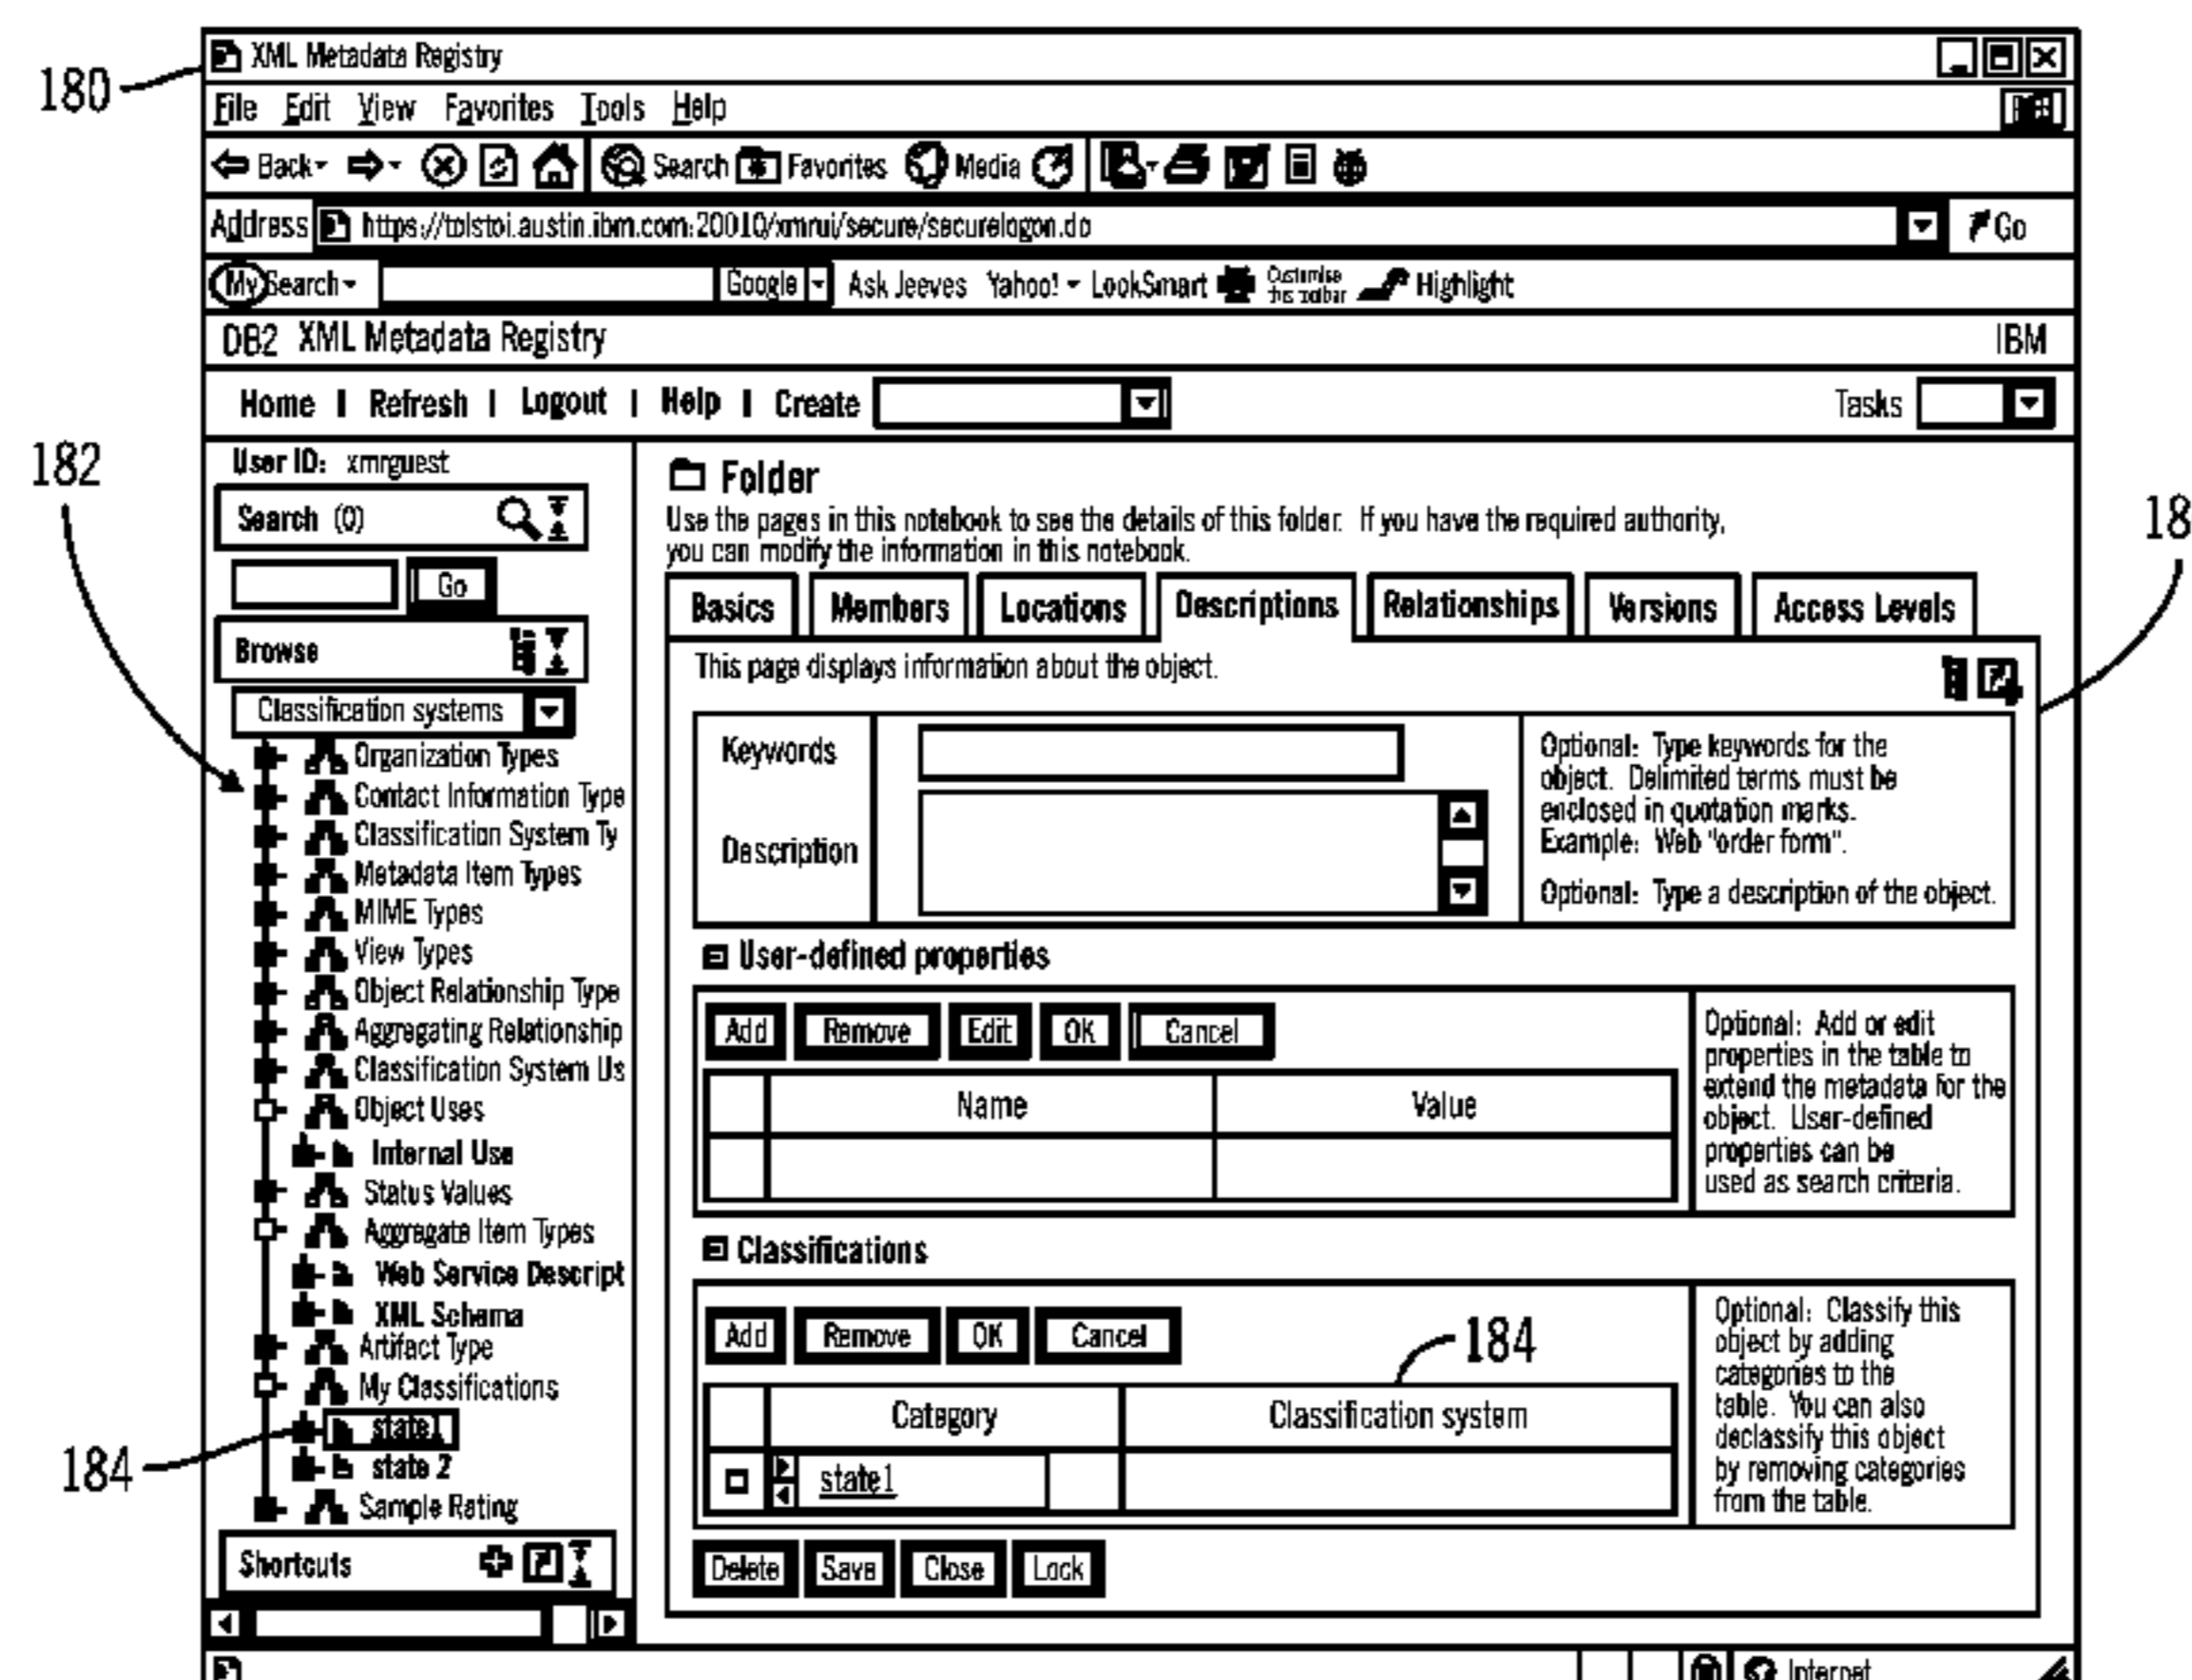 180
XML Metadata Registry
File Edit View Favorites Tools Help
Back Search Favorites Media
Address https://tolstoi.austin.ibm.com:20010/xmrui/secure/securelogon.do Go
My Search Google Ask Jeeves Yahoo! LookSmart Customise this toolbar Highlight
DB2 XML Metadata Registry IBM
Home | Refresh | Logout | Help | Create Tasks
182
User ID: xmrguest
Search (0)
Go
Browse
Classification systems
Organization Types
Contact Information Type
Classification System Ty
Metadata Item Types
MIME Types
View Types
Object Relationship Type
Aggregating Relationship
Classification System Us
Object Uses
Internal Use
Status Values
Aggregate Item Types
Web Service Descript
XML Schema
Artifact Type
My Classifications
state1
184
state 2
Sample Rating
Shortcuts
Folder
Use the pages in this notebook to see the details of this folder. If you have the required authority,
you can modify the information in this notebook.
18
Basics Members Locations Descriptions Relationships Versions Access Levels
This page displays information about the object.
Keywords
Description
Optional: Type keywords for the
object. Delimited terms must be
enclosed in quotation marks.
Example: Web "order form".
Optional: Type a description of the object.
User-defined properties
Add Remove Edit OK Cancel
Name Value
Optional: Add or edit
properties in the table to
extend the metadata for the
object. User-defined
properties can be
used as search criteria.
Classifications
Add Remove OK Cancel
184
Category Classification system
state1
Optional: Classify this
object by adding
categories to the
table. You can also
declassify this object
by removing categories
from the table.
Delete Save Close Lock
Internet